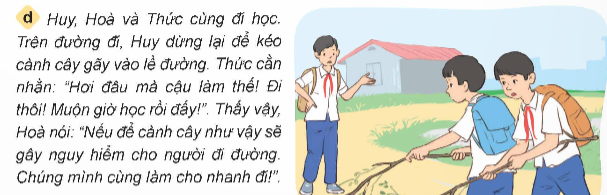 d Huy, Hoà và Thức cùng đi học.
Trên đường đi, Huy dừng lại để kéo
cành cây gãy vào lề đường. Thức cằn
nhằn: “Hơi đâu mà cậu làm thế! Đi
thôi! Muộn giờ học rồi đấy!”. Thấy vậy,
Hoà nói: “Nếu để cành cây như vậy sẽ
gây nguy hiểm cho người đi đường.
Chúng mình cùng làm cho nhanh đi!”.